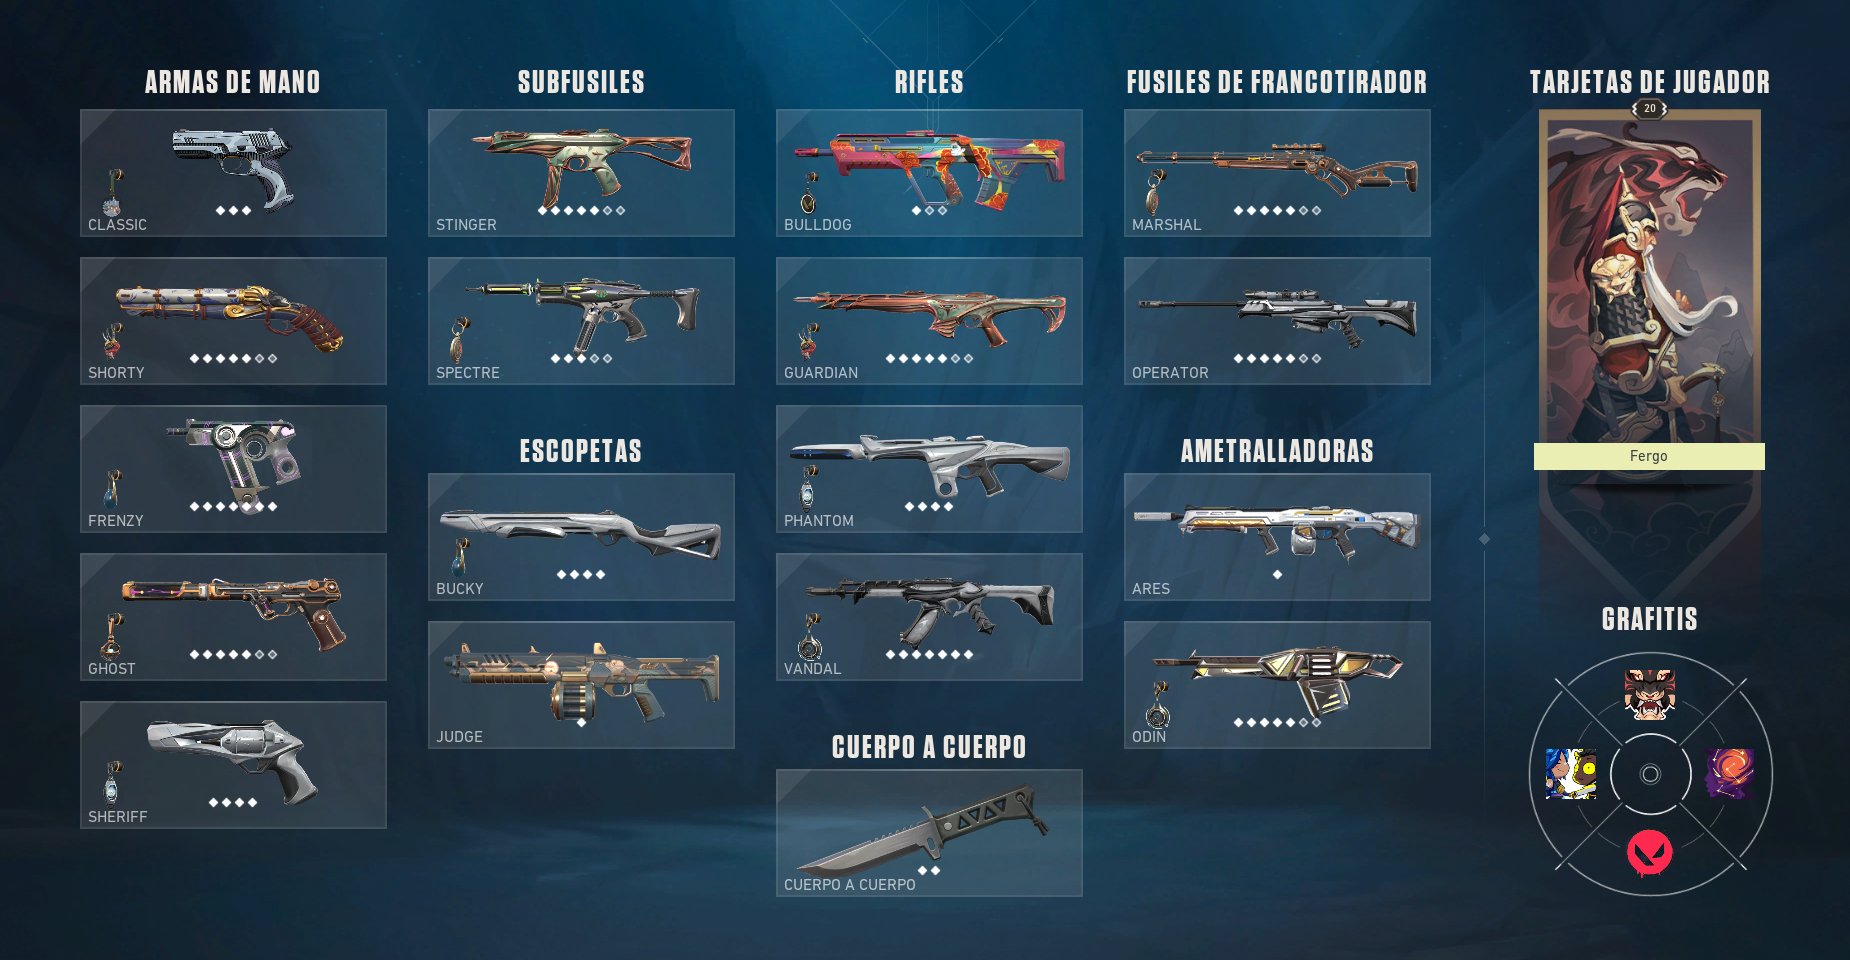 ARMAS DE MANO
CLASSIC
SHORTY
FRENZY
GHOST
SHERIFF
SUBFUSILES
STINGER
SPECTRE
ESCOPETAS
BUCKY
JUDGE
RIFLES
BULLDOG
GUARDIAN
PHANTOM
VANDAL
CUERPO A CUERPO
CUERPO A CUERPO
FUSILES DE FRANCOTIRADOR
MARSHAL
OPERATOR
AMETRALLADORAS
ARES
ODIN
TARJETAS DE JUGADOR
20
Fergo
GRAFITIS